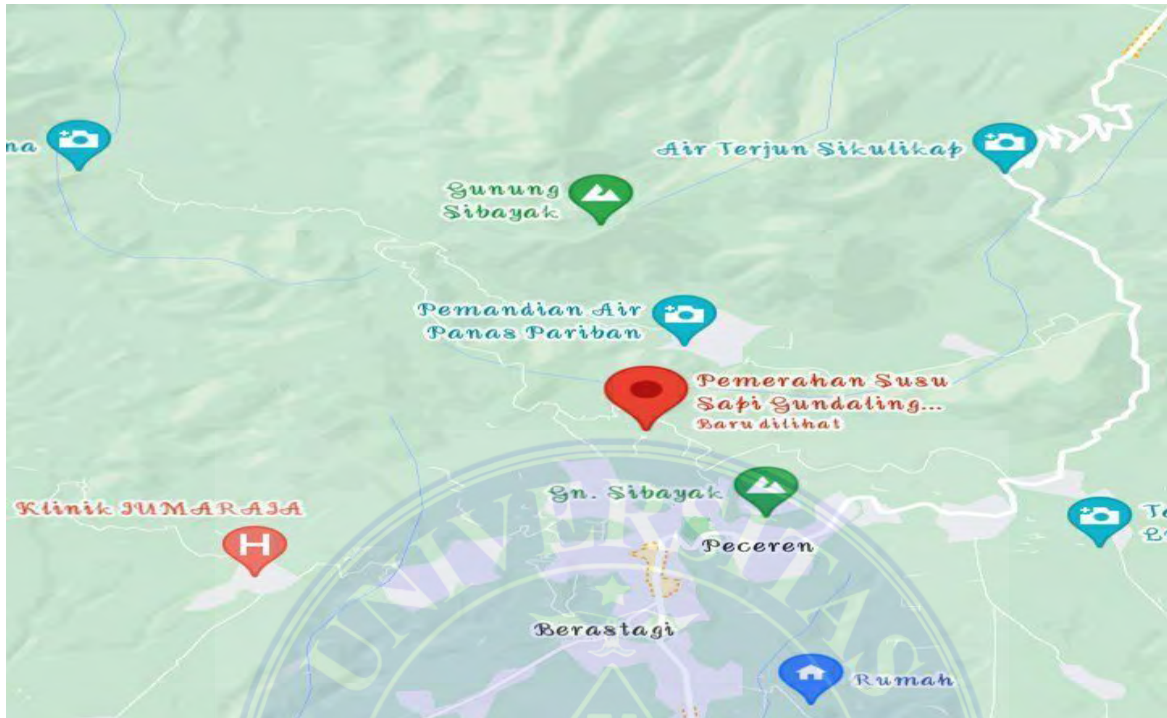 na
Air Terjun Sikulikap
Gunung
Sibayak
Pemandian Air
Panas Pariban
Pemerahan Susu
Sapi Gundaling...
Baru dilihat
Gn. Sibayak
Klinik JUMARAJA
Peceren
Berastagi
Rumah
UNIVERSITAS